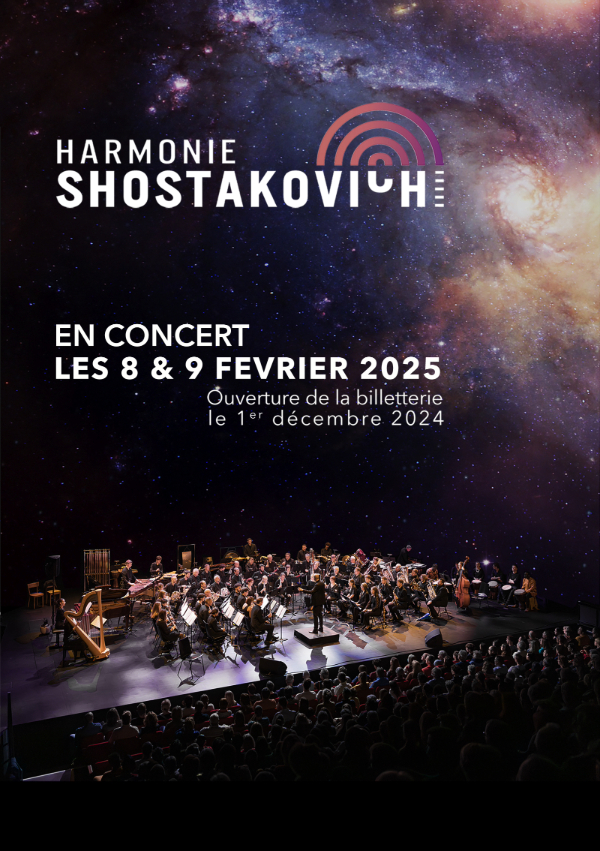 HARMONIE
SHOSTAKOVICH
EN CONCERT
LES 8 & 9 FEVRIER 2025
Ouverture de la billetterie
le 1er décembre 2024